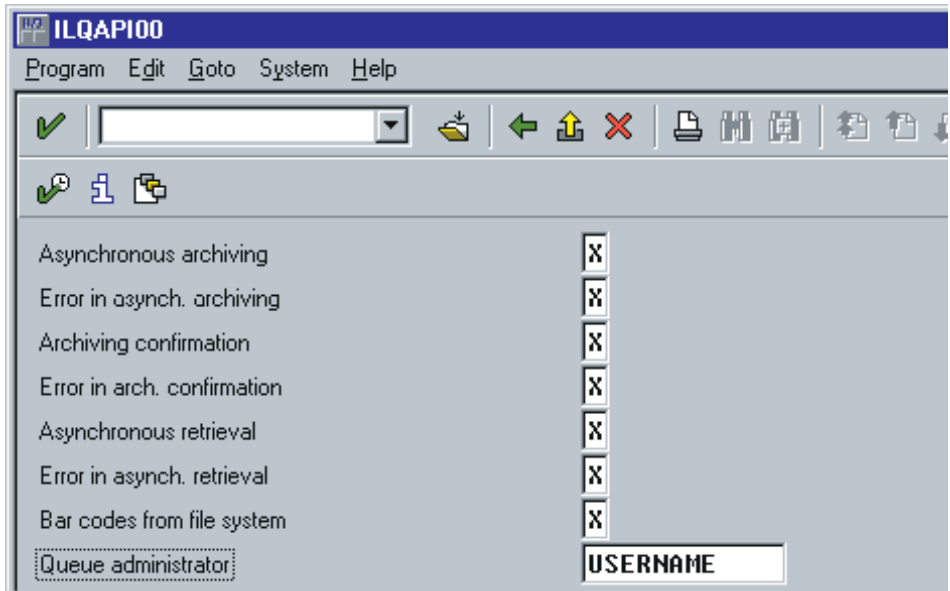 ILQAPI00
Program Edit Goto System Help
Asynchronous archiving X
Error in asynch. archiving X
Archiving confirmation X
Error in arch. confirmation X
Asynchronous retrieval X
Error in asynch. retrieval X
Bar codes from file system X
Queue administrator USERNAME